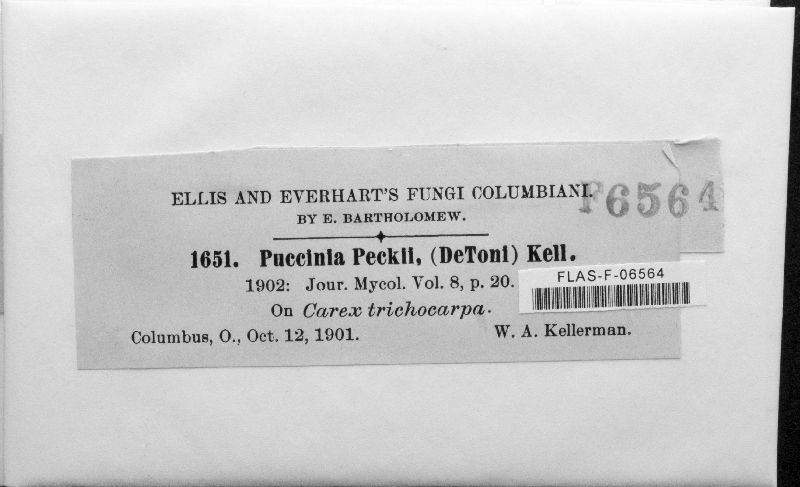 ELLIS AND EVERHART'S FUNGI COLUMBIANI.
F6564
BY E. BARTHOLOMEW.
1651. Puccinia Peckii, (DeToni) Kell.
1902: Jour. Mycol. Vol. 8, p. 20.
FLAS-F-06564
On Carex trichocarpa.
Columbus, O., Oct. 12, 1901. W. A. Kellerman.